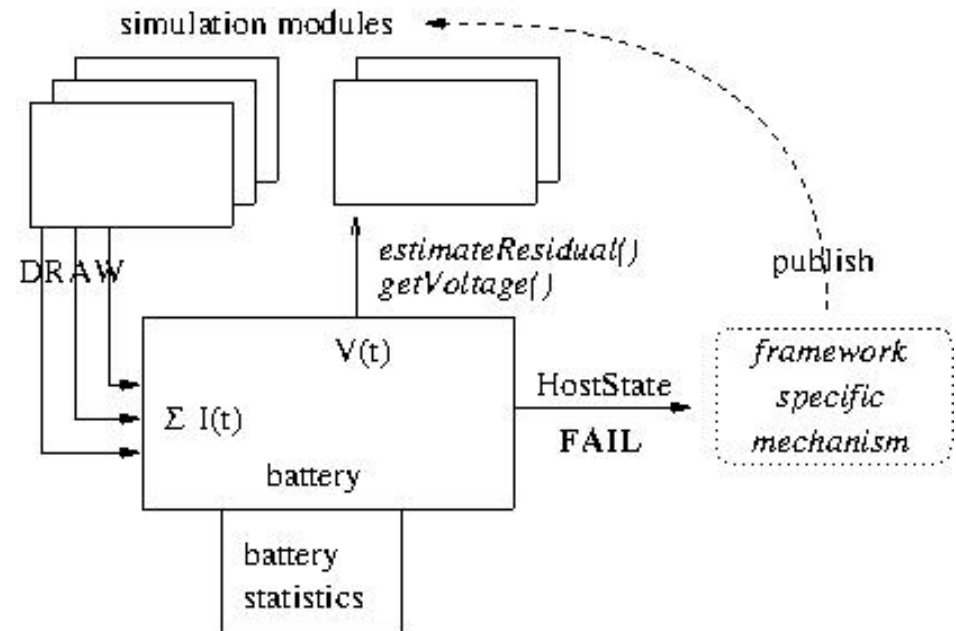 simulation modules
DRAW
estimateResidual()
getVoltage()
publish
V(t)
Σ I(t)
battery
HostState
FAIL
framework
specific
mechanism
battery
statistics